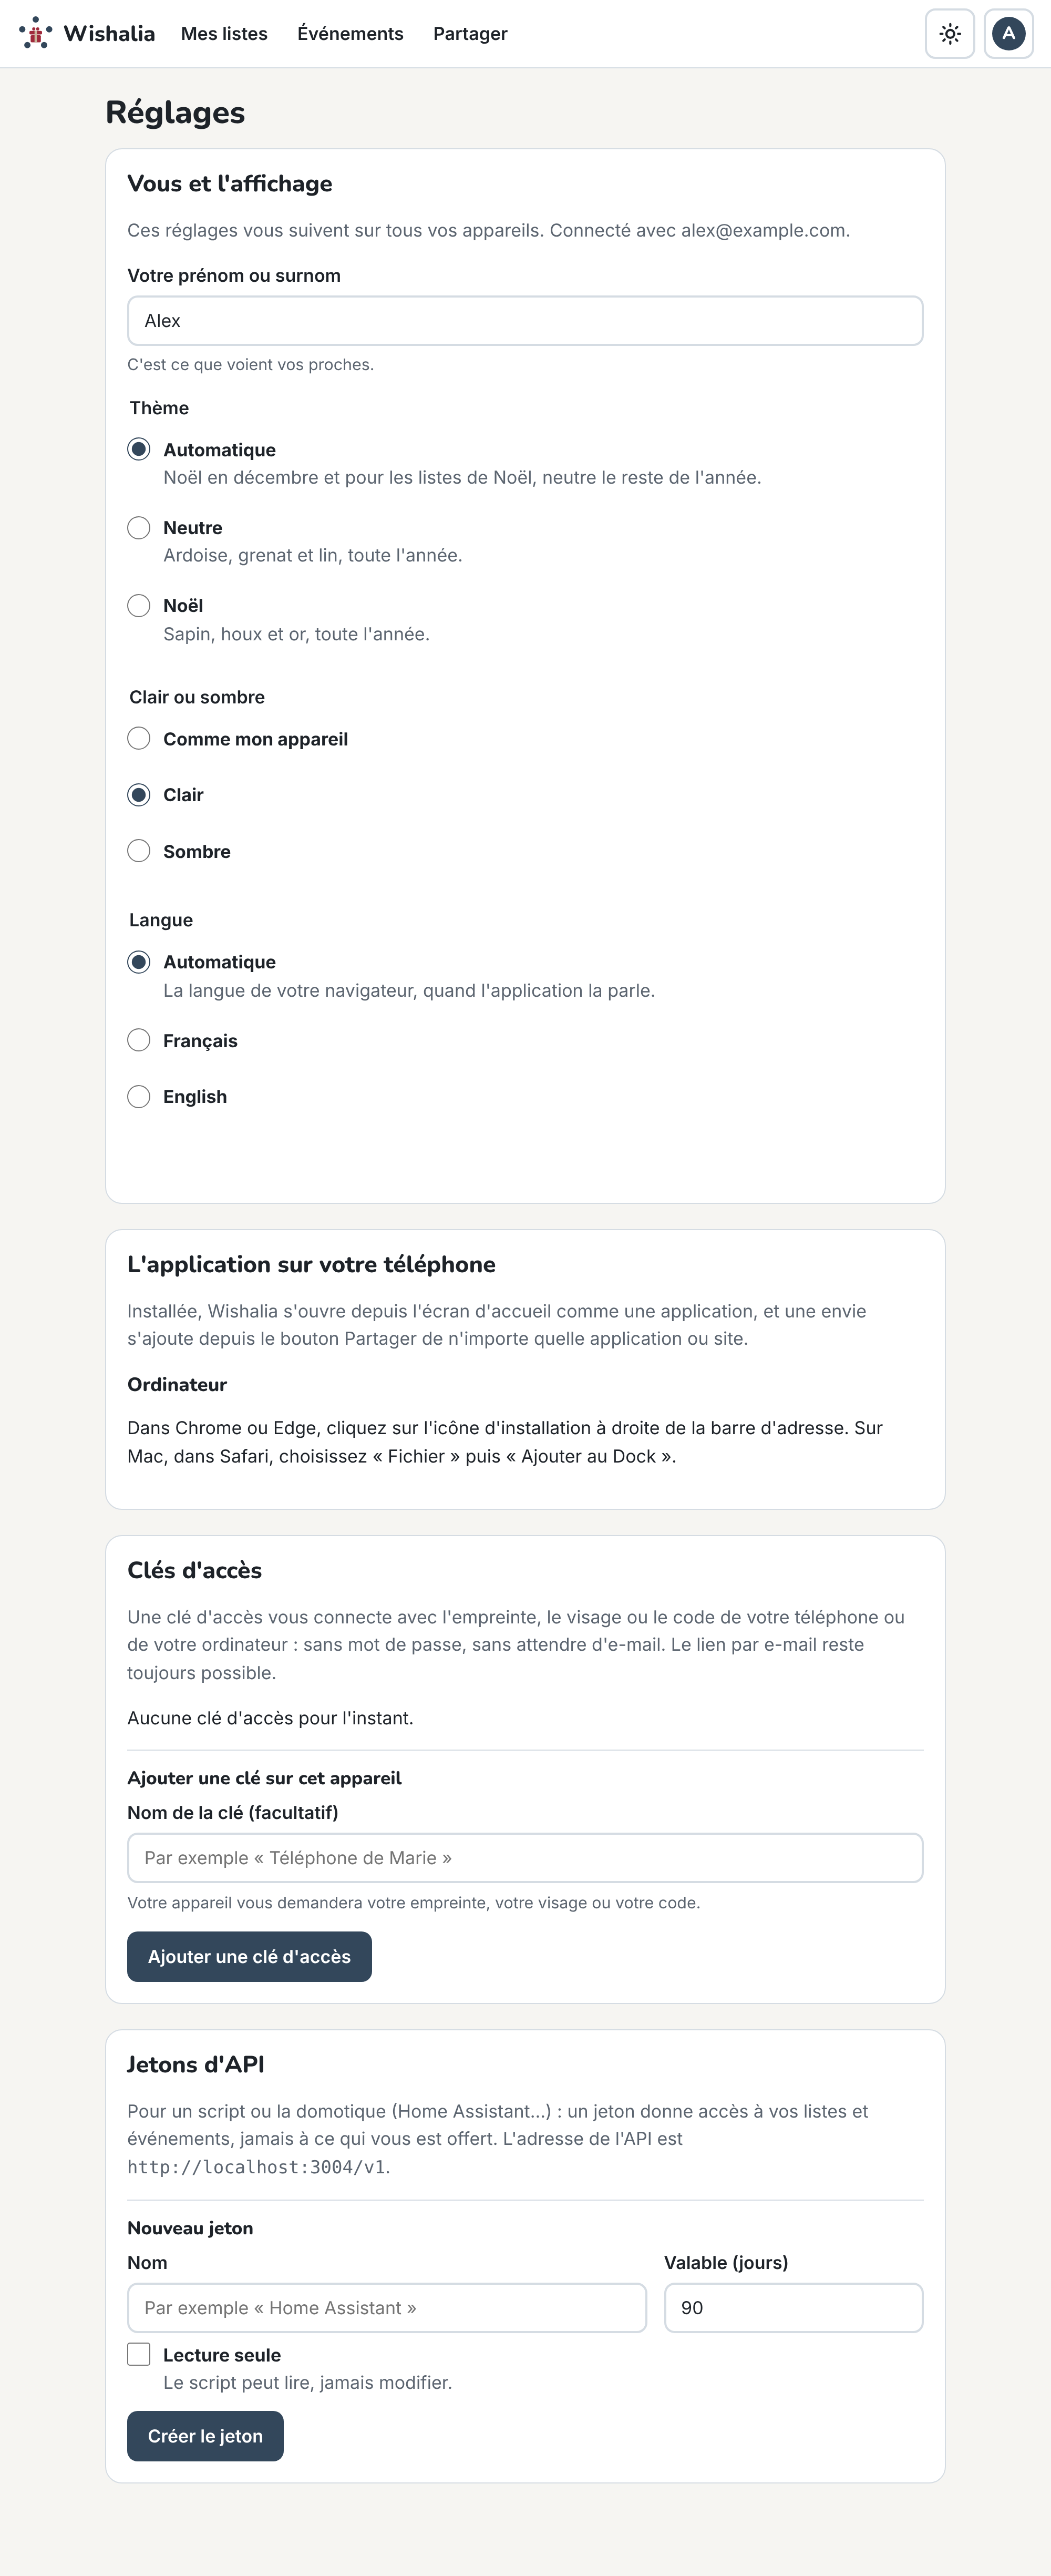 Wishalia
Mes listes
Événements
Partager
A
Réglages
Vous et l'affichage
Ces réglages vous suivent sur tous vos appareils. Connecté avec alex@example.com.
Votre prénom ou surnom
Alex
C'est ce que voient vos proches.
Thème
Automatique
Noël en décembre et pour les listes de Noël, neutre le reste de l'année.
Neutre
Ardoise, grenat et lin, toute l'année.
Noël
Sapin, houx et or, toute l'année.
Clair ou sombre
Comme mon appareil
Clair
Sombre
Langue
Automatique
La langue de votre navigateur, quand l'application la parle.
Français
English
L'application sur votre téléphone
Installée, Wishalia s'ouvre depuis l'écran d'accueil comme une application, et une envie
s'ajoute depuis le bouton Partager de n'importe quelle application ou site.
Ordinateur
Dans Chrome ou Edge, cliquez sur l'icône d'installation à droite de la barre d'adresse. Sur
Mac, dans Safari, choisissez « Fichier » puis « Ajouter au Dock ».
Clés d'accès
Une clé d'accès vous connecte avec l'empreinte, le visage ou le code de votre téléphone ou
de votre ordinateur : sans mot de passe, sans attendre d'e-mail. Le lien par e-mail reste
toujours possible.
Aucune clé d'accès pour l'instant.
Ajouter une clé sur cet appareil
Nom de la clé (facultatif)
Par exemple « Téléphone de Marie »
Votre appareil vous demandera votre empreinte, votre visage ou votre code.
Ajouter une clé d'accès
Jetons d'API
Pour un script ou la domotique (Home Assistant…) : un jeton donne accès à vos listes et
événements, jamais à ce qui vous est offert. L'adresse de l'API est
http://localhost:3004/v1.
Nouveau jeton
Nom
Valable (jours)
Par exemple « Home Assistant »
90
Lecture seule
Le script peut lire, jamais modifier.
Créer le jeton